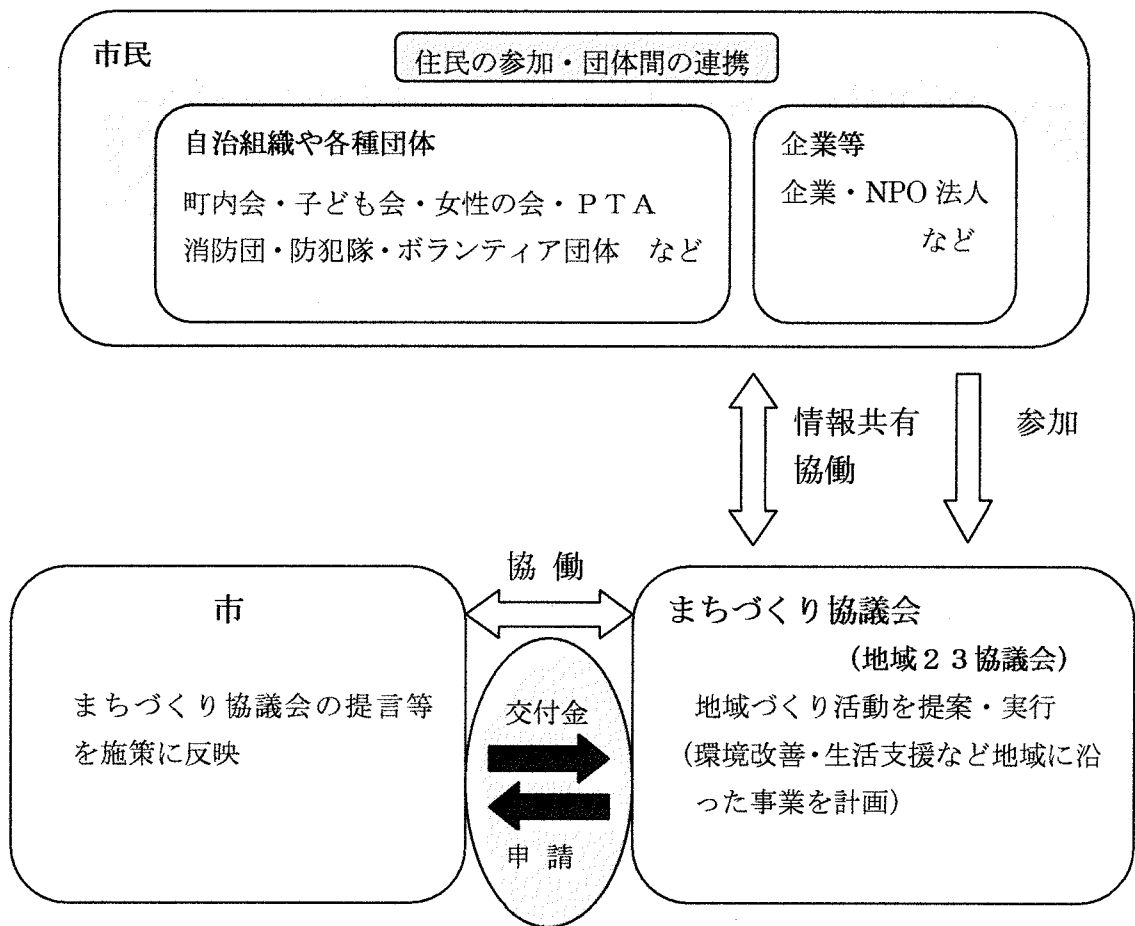 市民
住民の参加・団体間の連携
自治組織や各種団体
町内会・子ども会・女性の会・ＰＴＡ
消防団・防犯隊・ボランティア団体　など
企業等
企業・NPO 法人
など
情報共有
協働
参加
協 働
市
まちづくり協議会の提言等
を施策に反映
交付金
申 請
まちづくり協議会
(地域２３協議会)
地域づくり活動を提案・実行
(環境改善・生活支援など地域に沿
った事業を計画)